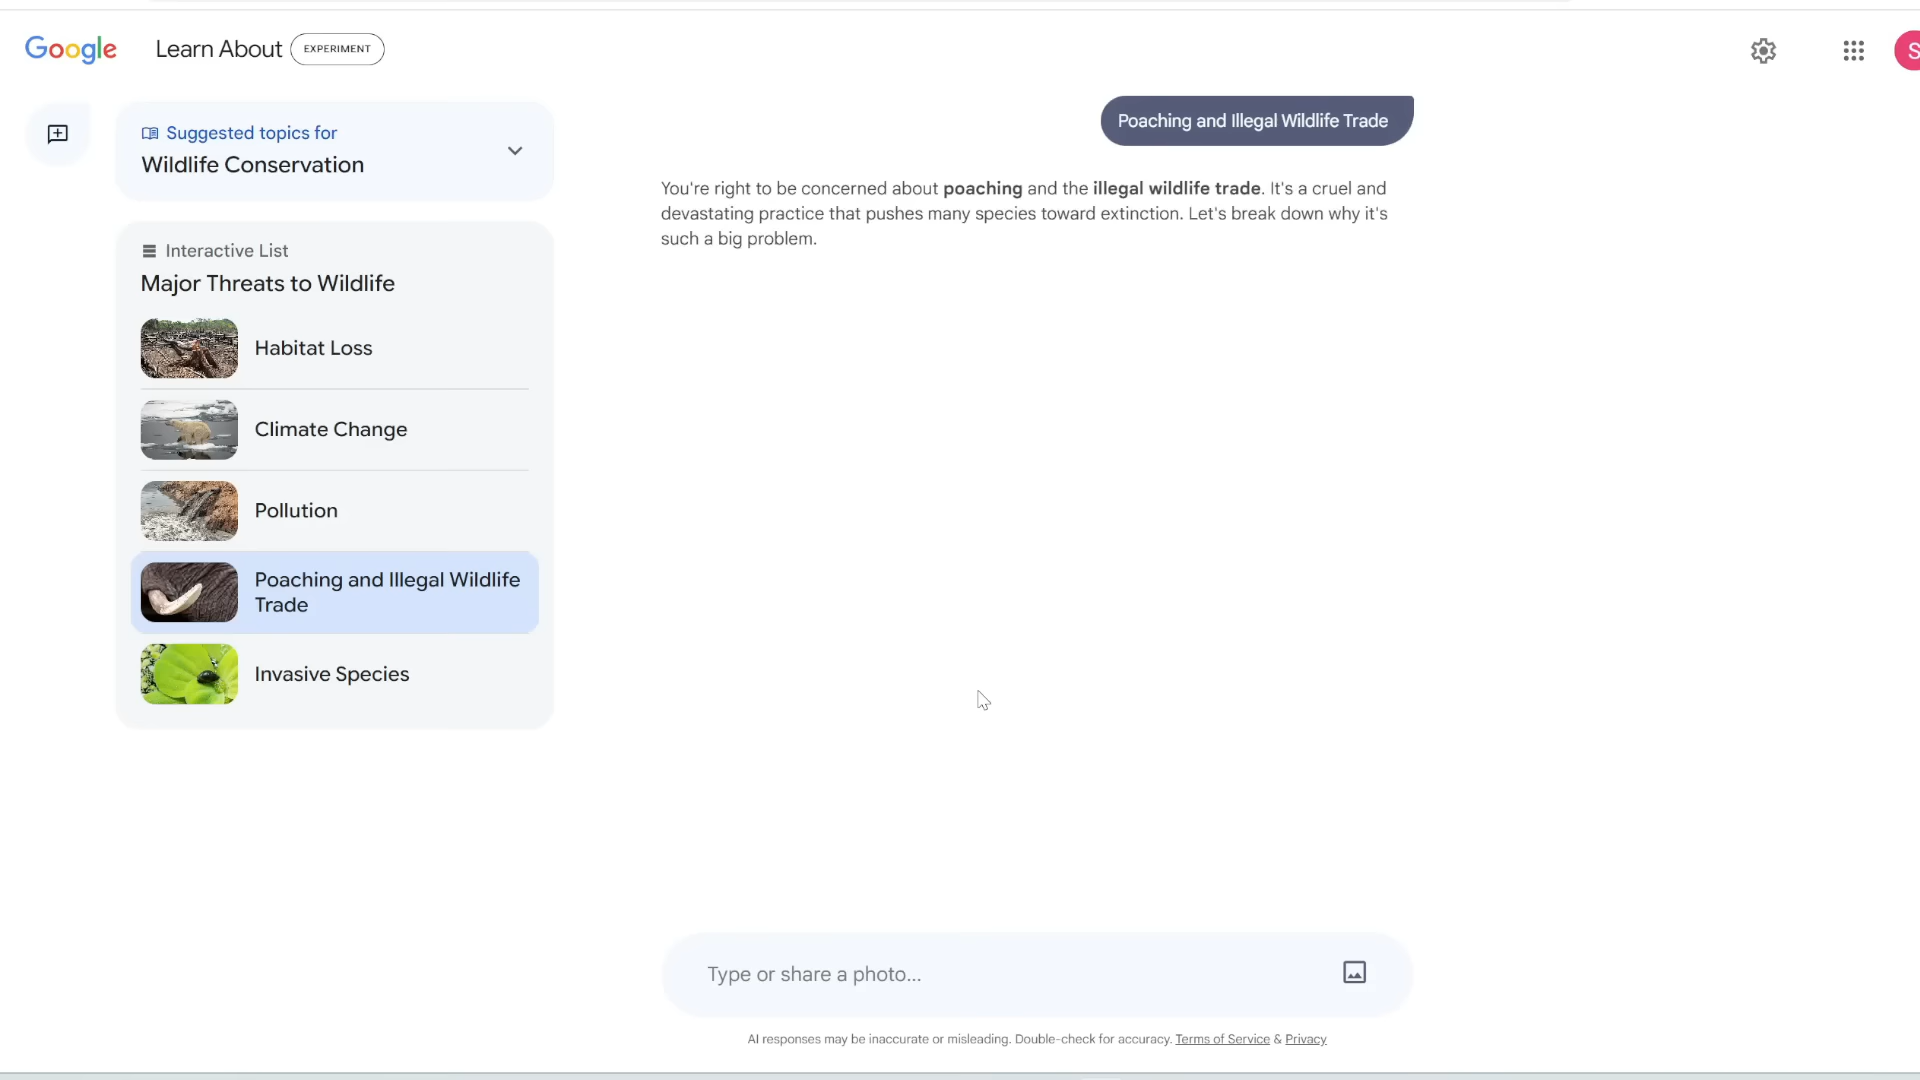 Google
Learn About
EXPERIMENT
S
Suggested topics for
Wildlife Conservation
Interactive List
Major Threats to Wildlife
Habitat Loss
Climate Change
Pollution
Poaching and Illegal Wildlife
Trade
Invasive Species
Poaching and Illegal Wildlife Trade
You're right to be concerned about poaching and the illegal wildlife trade. It's a cruel and
devastating practice that pushes many species toward extinction. Let's break down why it's
such a big problem.
Type or share a photo...
AI responses may be inaccurate or misleading. Double-check for accuracy. Terms of Service & Privacy